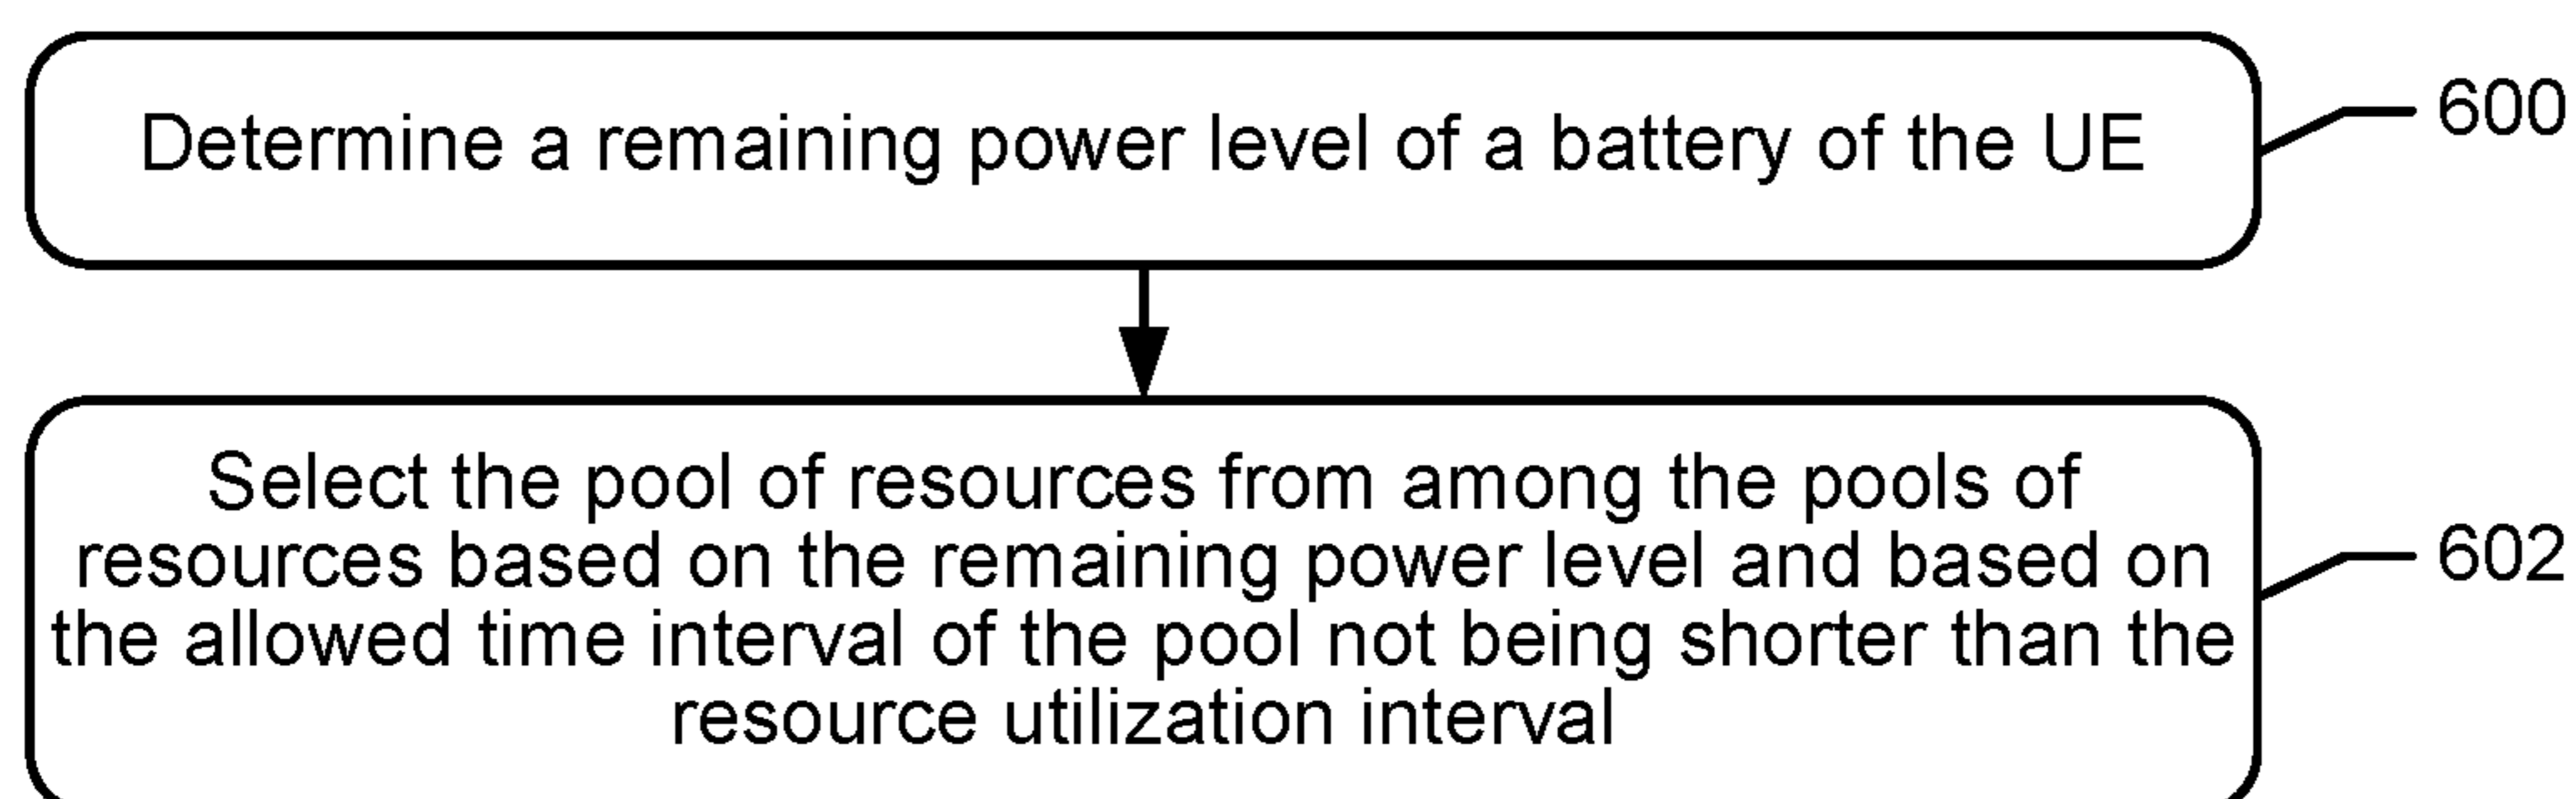 Determine a remaining power level of a battery of the UE
600
Select the pool of resources from among the pools of
resources based on the remaining power level and based on
the allowed time interval of the pool not being shorter than the
resource utilization interval
602